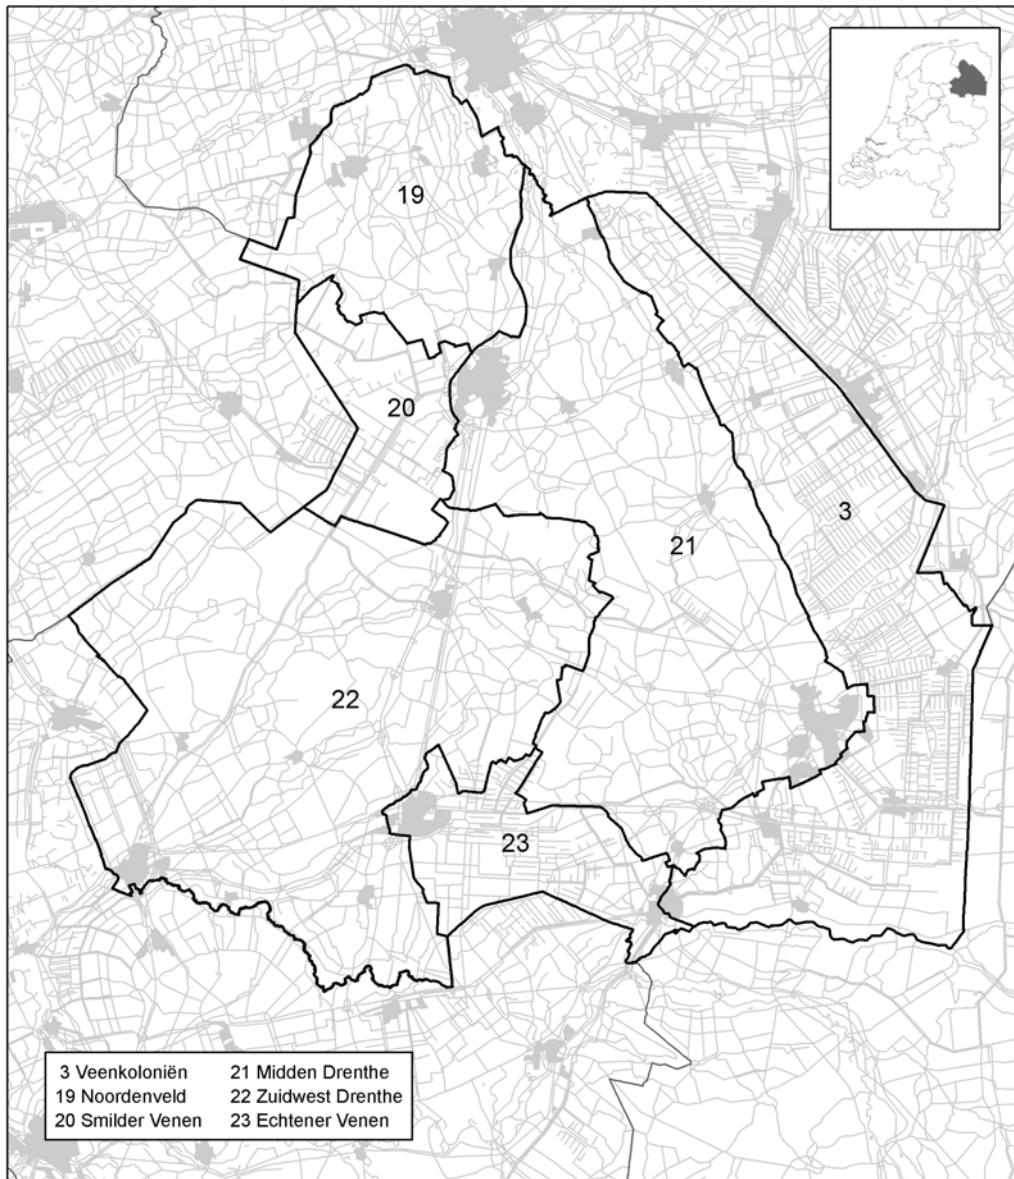 19
20
3
21
22
23
3 Veenkoloniën
19 Noordenveld
20 Smilder Venen
21 Midden Drenthe
22 Zuidwest Drenthe
23 Echtener Venen